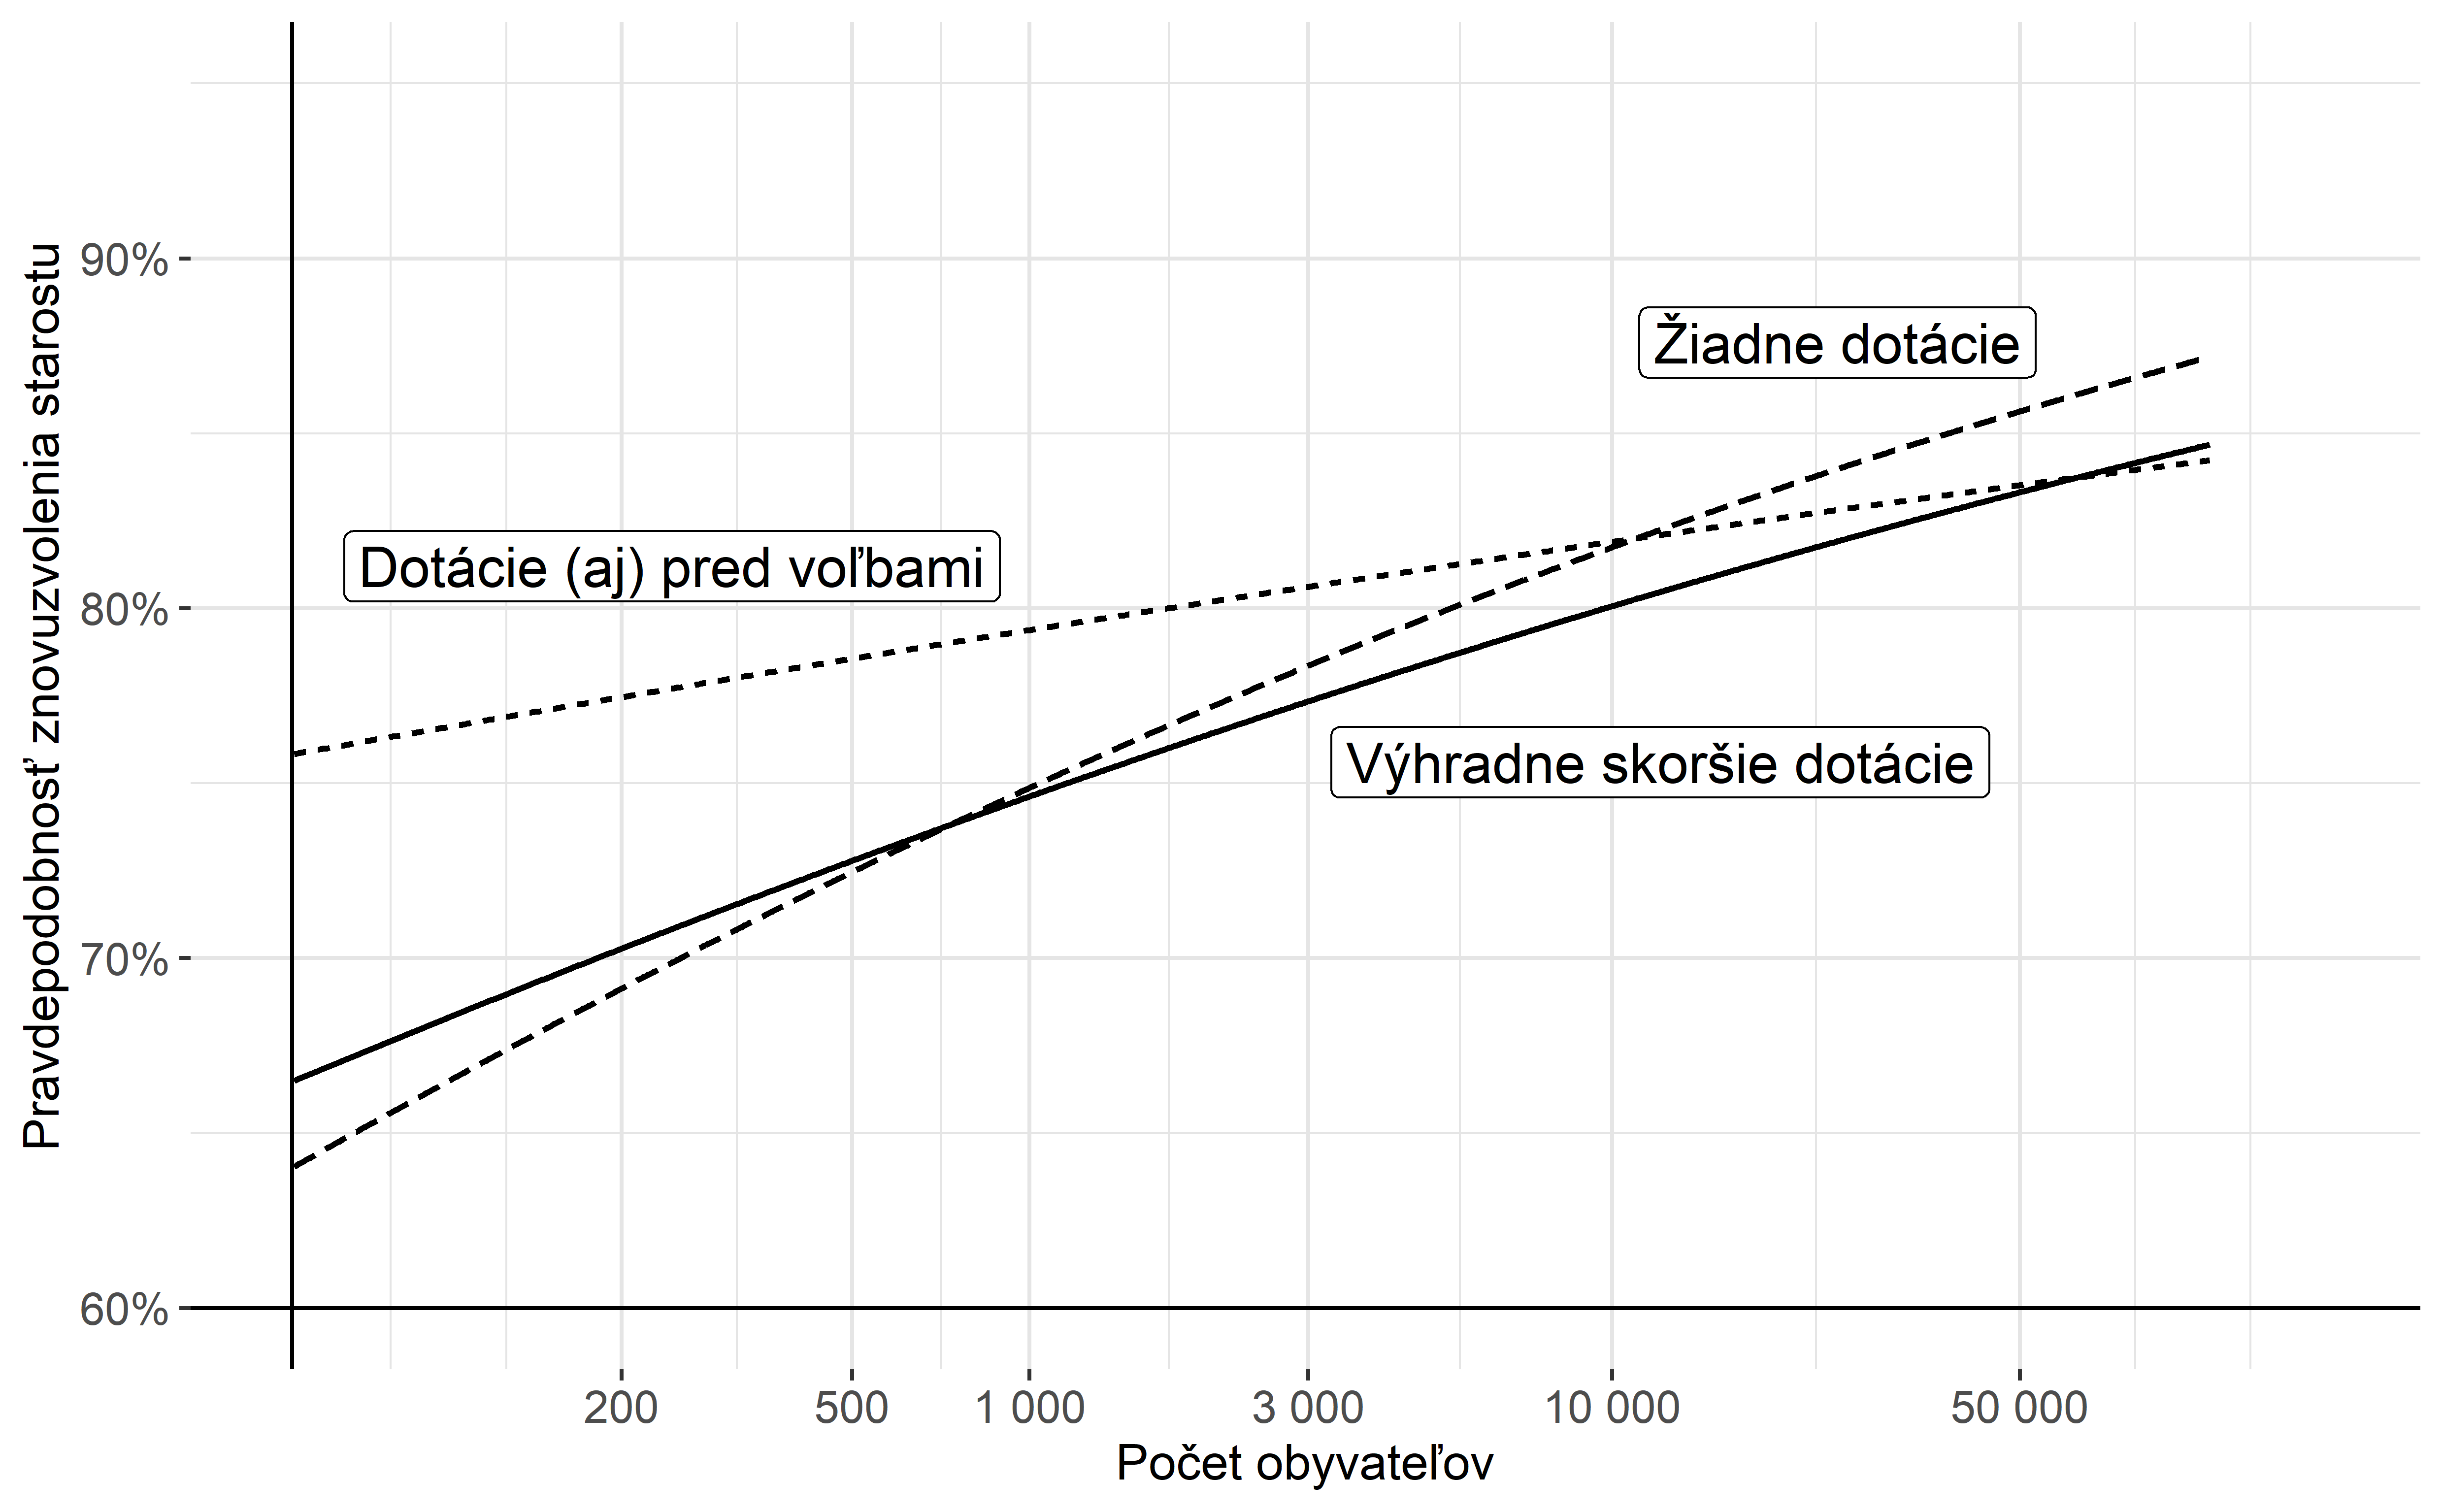 Pravdepodobnosť znovuzvolenia starostu
90%
80%
70%
60%
Žiadne dotácie
Dotácie (aj) pred voľbami
Výhradne skoršie dotácie
200
500
1 000
3 000
10 000
50 000
Počet obyvateľov